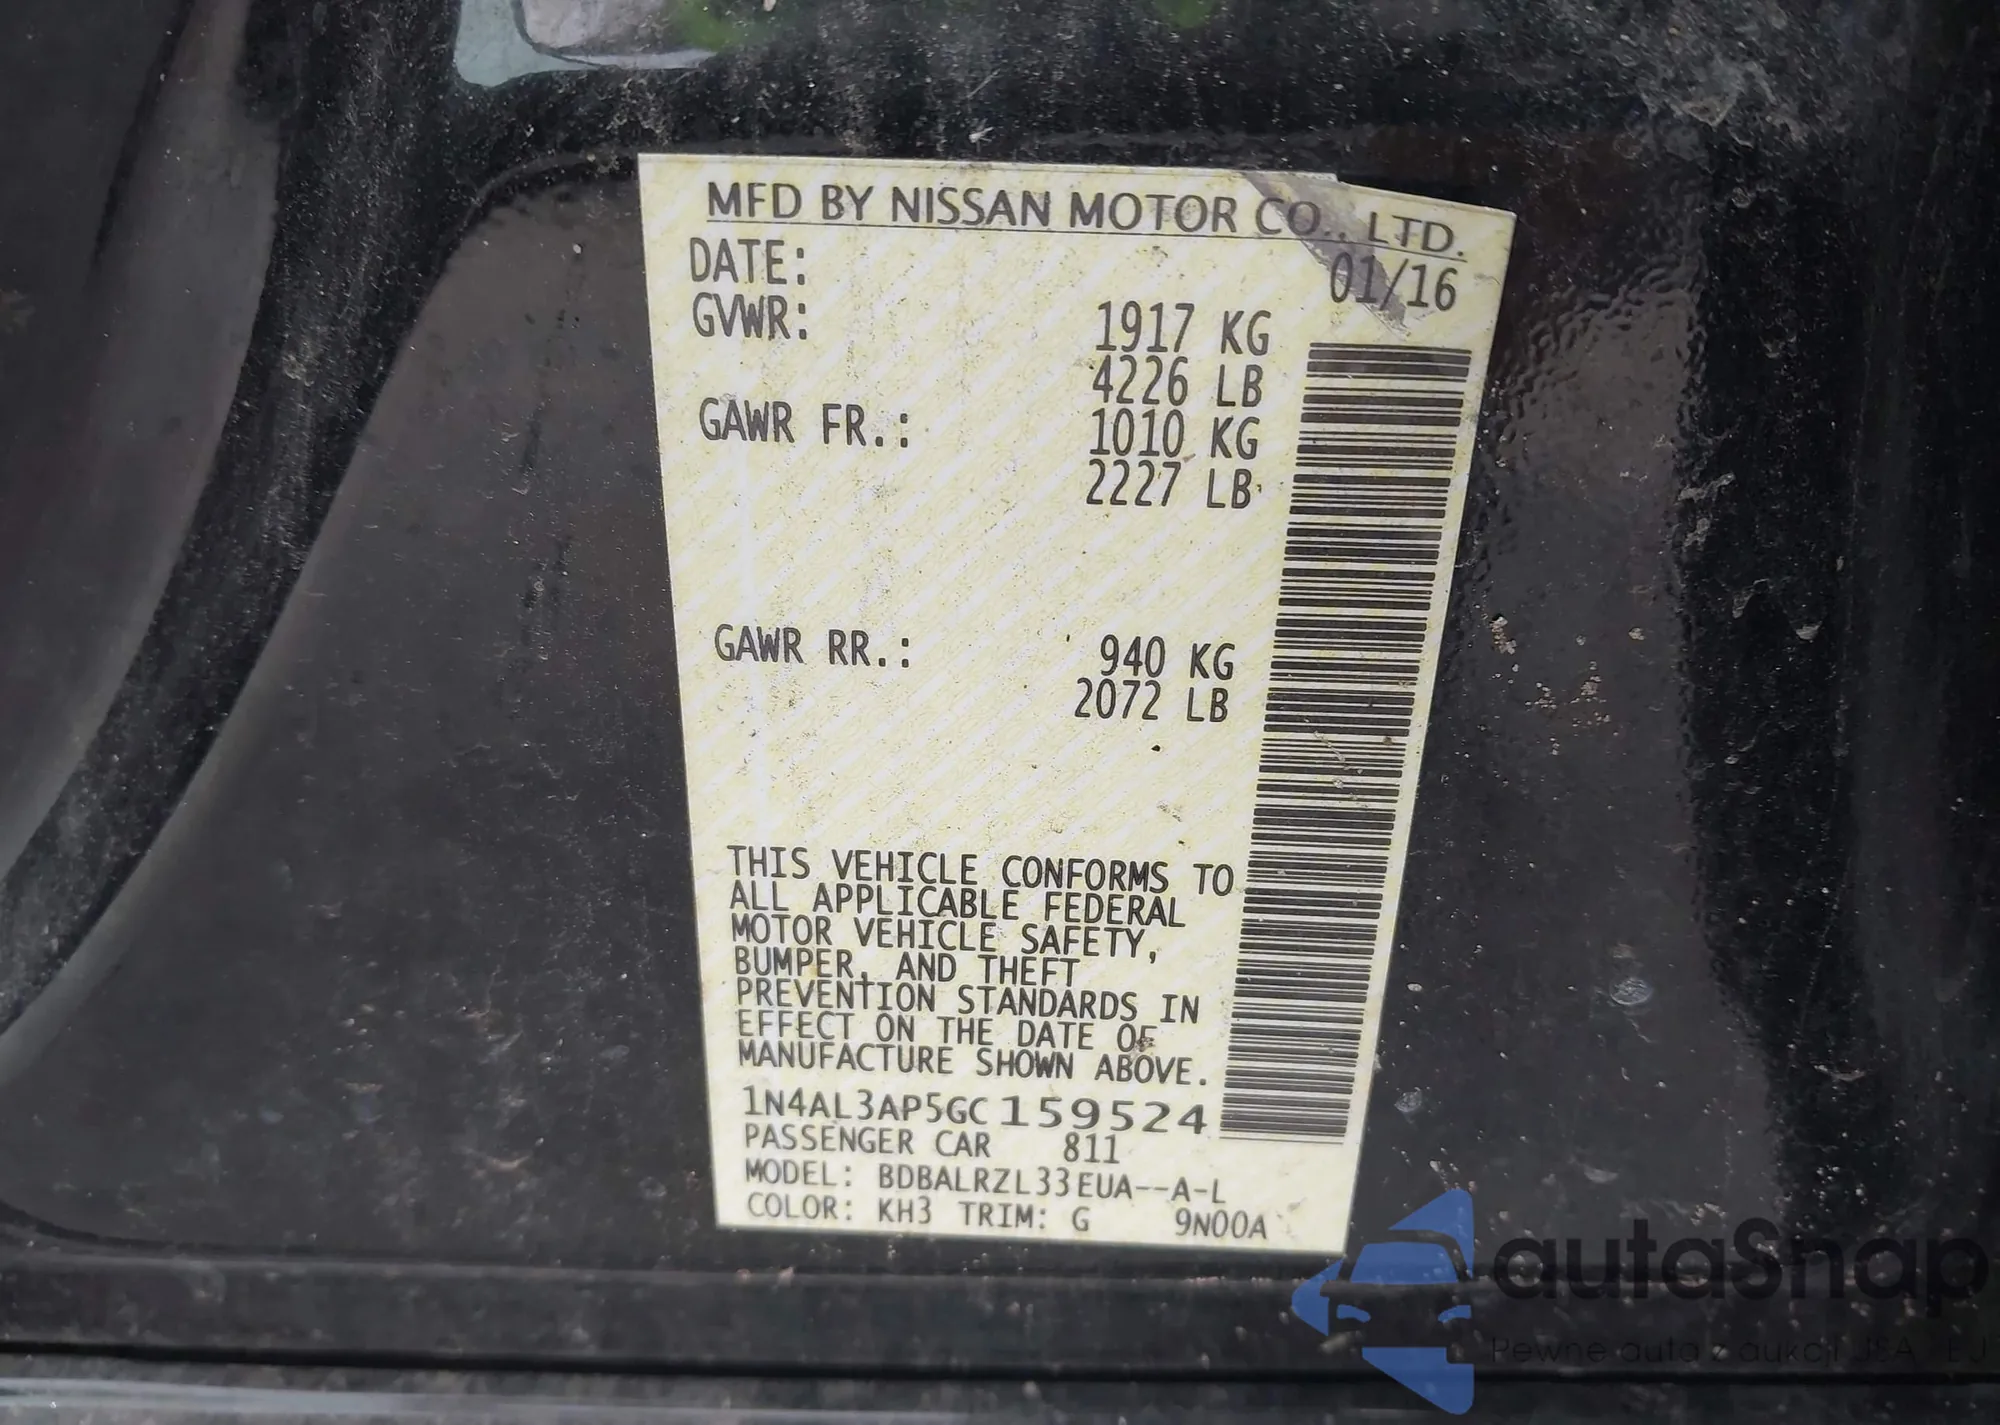 MFD BY NISSAN MOTOR CO., LTD.
DATE: 01/16
GVWR: 1917 KG
4226 LB
GAWR FR.: 1010 KG
2227 LB
GAWR RR.: 940 KG
2072 LB
THIS VEHICLE CONFORMS TO
ALL APPLICABLE FEDERAL
MOTOR VEHICLE SAFETY,
BUMPER, AND THEFT
PREVENTION STANDARDS IN
EFFECT ON THE DATE OF
MANUFACTURE SHOWN ABOVE.
1N4AL3AP5GC159524
PASSENGER CAR 811
MODEL: BDBALRZL33EUA--A-L
COLOR: KH3 TRIM: G 9N00A
autaSnap
Pewne auta z aukcji